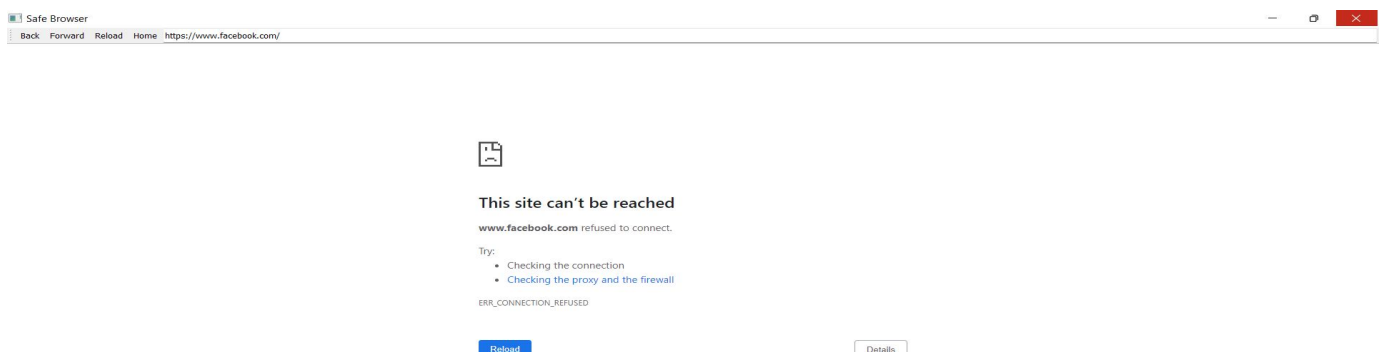 Safe Browser
Back Forward Reload Home https://www.facebook.com/
This site can't be reached
www.facebook.com refused to connect.
Try:
• Checking the connection
• Checking the proxy and the firewall
ERR_CONNECTION_REFUSED
Reload Details